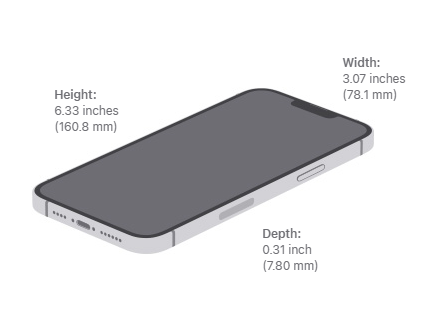 Width:
3.07 inches
(78.1 mm)
Height:
6.33 inches
(160.8 mm)
Depth:
0.31 inch
(7.80 mm)